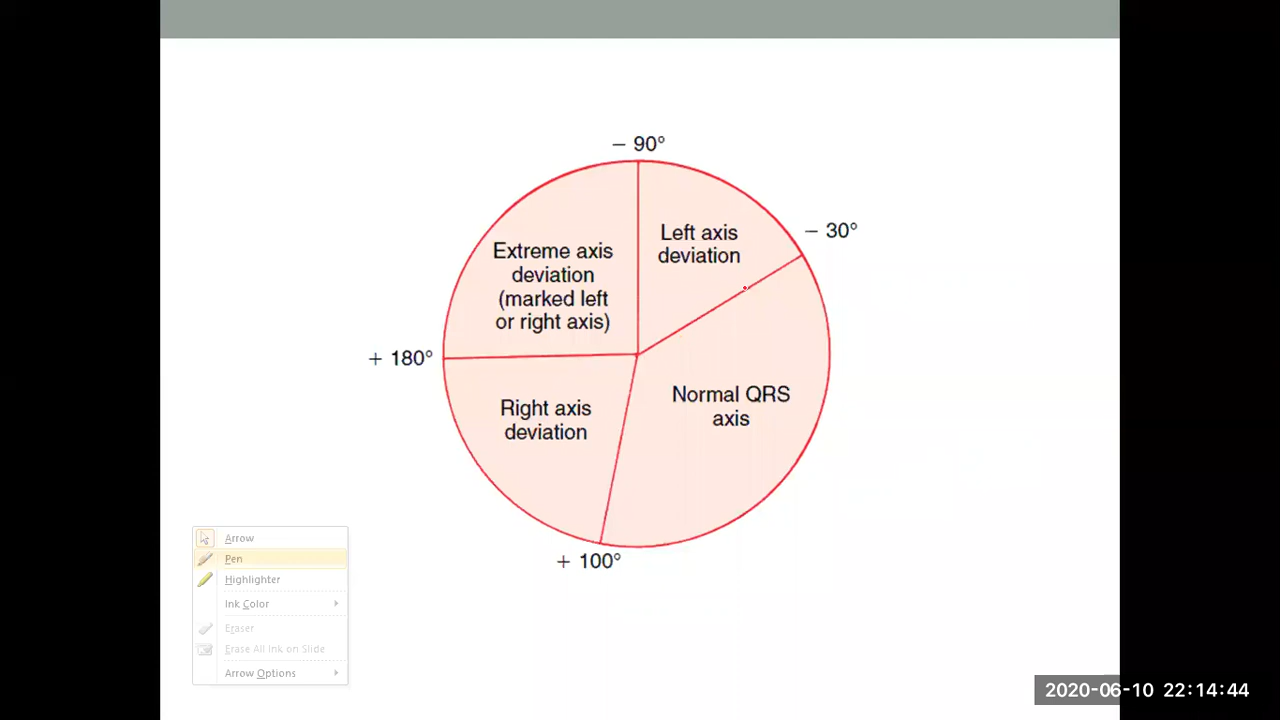 − 90°
− 30°
Left axis
deviation
Extreme axis
deviation
(marked left
or right axis)
+ 180°
Normal QRS
axis
Right axis
deviation
+ 100°
Arrow
Pen
Highlighter
Ink Color
Eraser
Erase All Ink on Slide
Arrow Options
2020-06-10 22:14:44